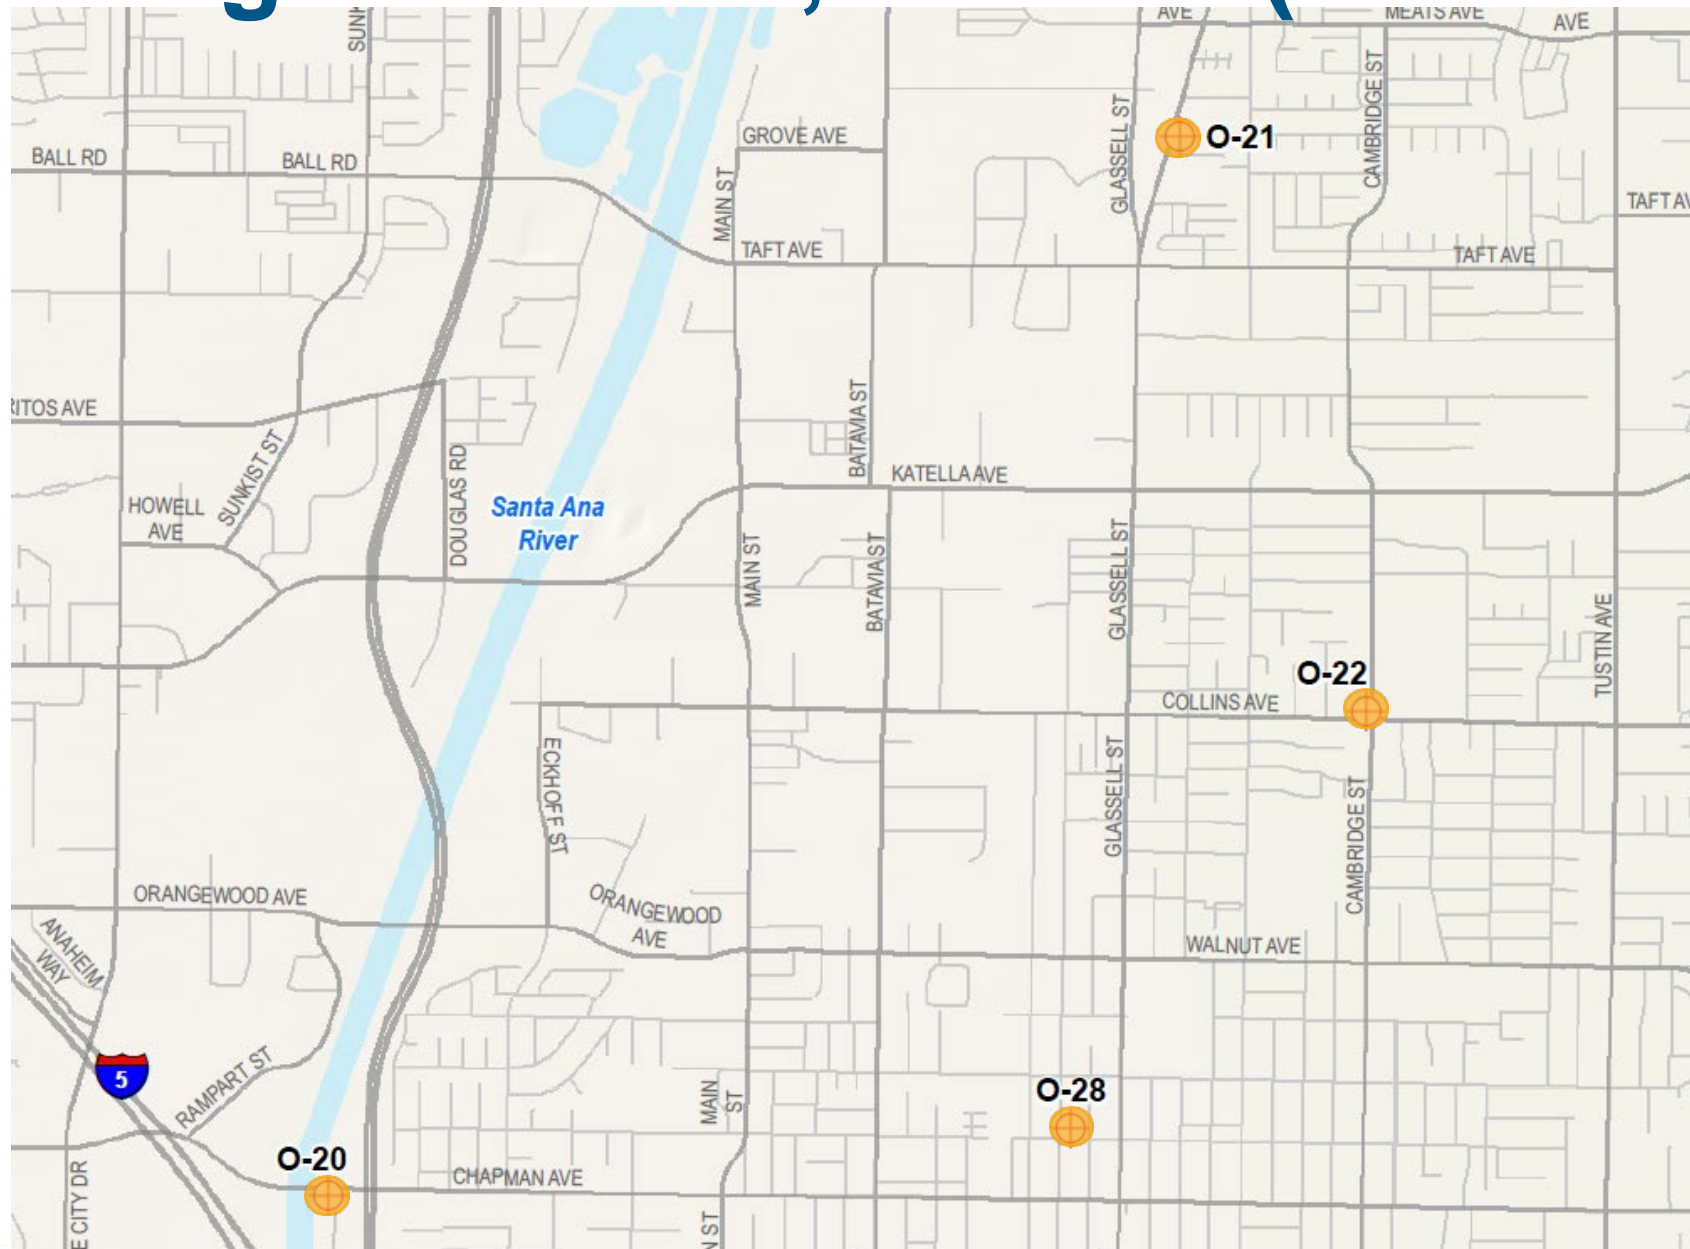 AVE
MEATS AVE
AVE
SUNK
CAMBRIDGE ST
GLASSELL ST
O-21
GROVE AVE
BALL RD
BALL RD
MAIN ST
TAFT AV
TAFT AVE
TAFT AVE
RITOS AVE
BATAVIA ST
SUNKIST ST
DOUGLAS RD
KATELLA AVE
HOWELL
AVE
Santa Ana
River
MAIN ST
BATAVIA ST
GLASSELL ST
TUSTIN AVE
O-22
COLLINS AVE
ECKHOFF ST
GLASSELL ST
CAMBRIDGE ST
ORANGEWOOD AVE
ORANGEWOOD
AVE
ANAHEIM
WAY
WALNUT AVE
5
RAMPART ST
MAIN
ST
O-28
O-20
CHAPMAN AVE
E CITY DR
N ST